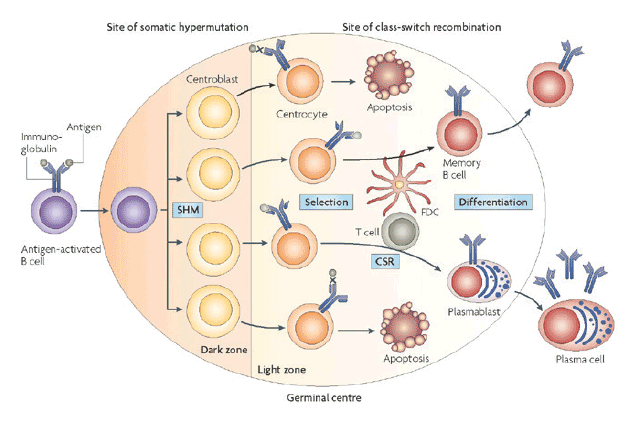 Site of somatic hypermutation
Site of class-switch recombination
Centroblast
Immuno-
globulin
Antigen
Centrocyte
Apoptosis
Memory
B cell
SHM
Selection
Differentiation
FDC
T cell
CSR
Antigen-activated
B cell
Plasmablast
Dark zone
Light zone
Apoptosis
Plasma cell
Germinal centre